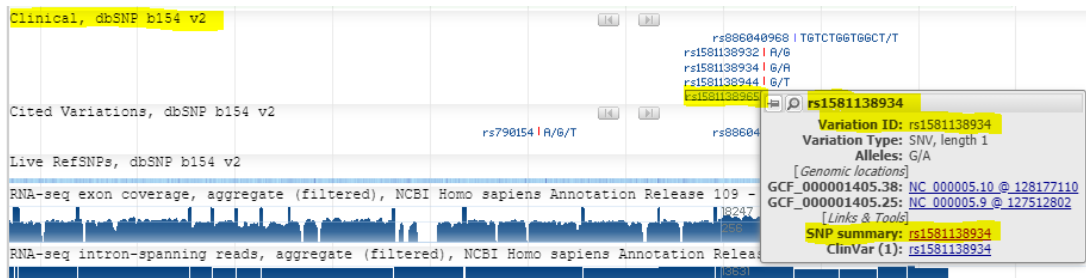 Clinical, dbSNP b154 v2
rs886040968 | TGTCTGGTGGCT/T
rs1581138932 | A/G
rs1581138934 | G/A
rs1581138944 | G/T
rs1581138965
Cited Variations, dbSNP b154 v2
rs790154 | A/G/T
rs88604
Live RefSNPs, dbSNP b154 v2
RNA-seq exon coverage, aggregate (filtered), NCBI Homo sapiens Annotation Release 109 -
18247
256
RNA-seq intron-spanning reads, aggregate (filtered), NCBI Homo sapiens Annotation Releas
13631
rs1581138934
Variation ID: rs1581138934
Variation Type: SNV, length 1
Alleles: G/A
[Genomic locations]
GCF_000001405.38: NC_000005.10 @ 128177110
GCF_000001405.25: NC_000005.9 @ 127512802
[Links & Tools]
SNP summary: rs1581138934
ClinVar (1): rs1581138934